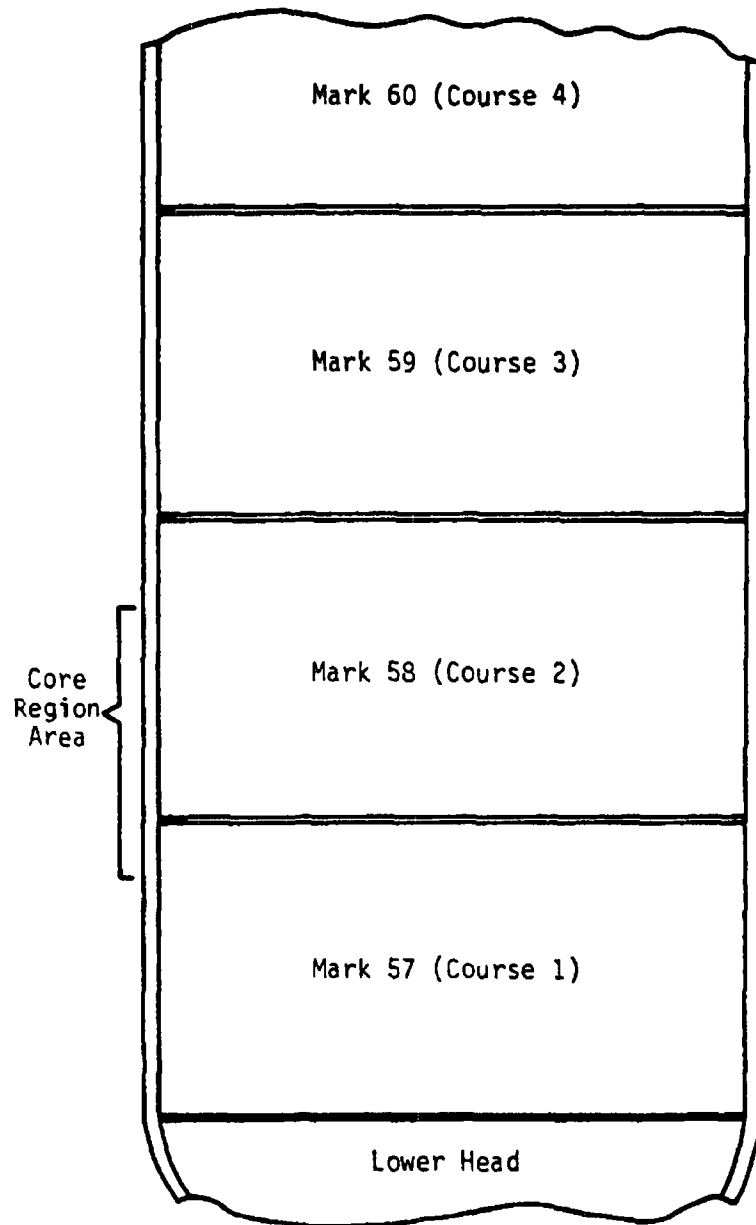 Mark 60 (Course 4)
Mark 59 (Course 3)
Core
Region
Area
Mark 58 (Course 2)
Mark 57 (Course 1)
Lower Head